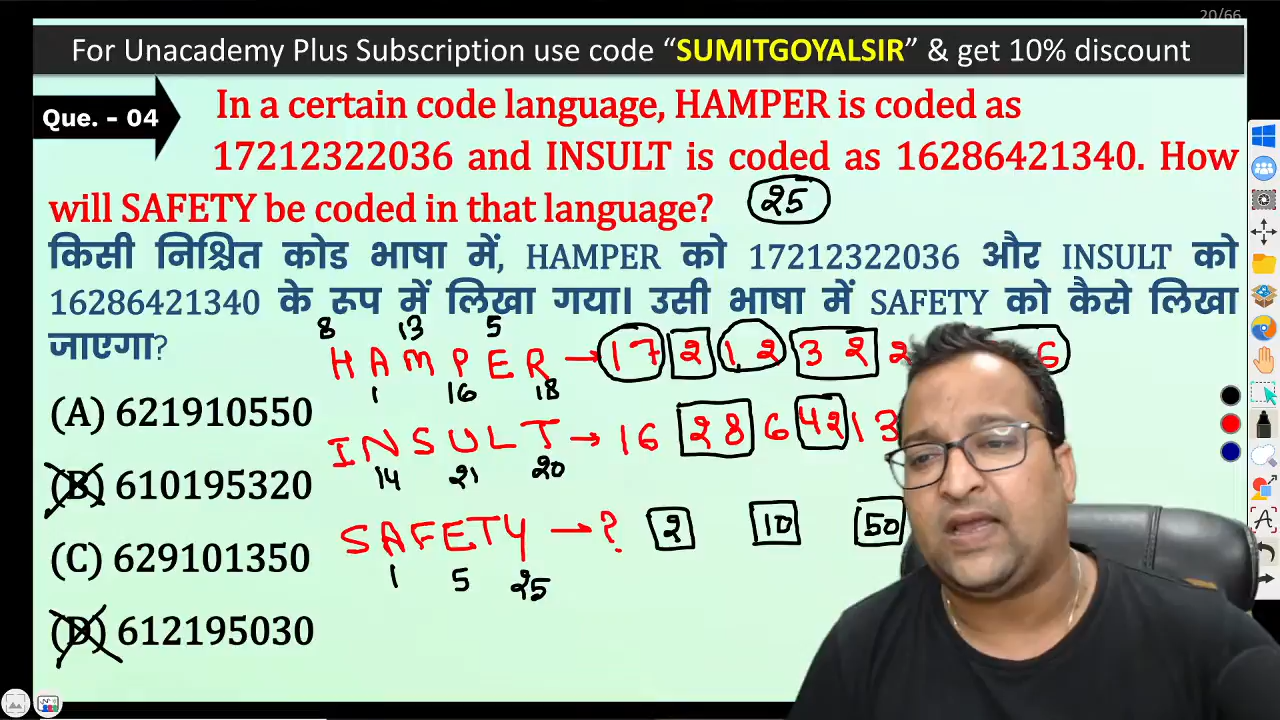 20/66
For Unacademy Plus Subscription use code “SUMITGOYALSIR” & get 10% discount
Que. - 04
In a certain code language, HAMPER is coded as
17212322036 and INSULT is coded as 16286421340. How
will SAFETY be coded in that language? 25
किसी निश्चित कोड भाषा में, HAMPER को 17212322036 और INSULT को
16286421340 के रूप में लिखा गया। उसी भाषा में SAFETY को कैसे लिखा
जाएगा?
8 13 5
HAMPER → 17 2 12 32 2 6
1 16 18
(A) 621910550
INSULT → 16 28 6 42 13
14 21 20
(B) 610195320
SAFETY → ? 2 10 50
(C) 629101350
1 5 25
(D) 612195030